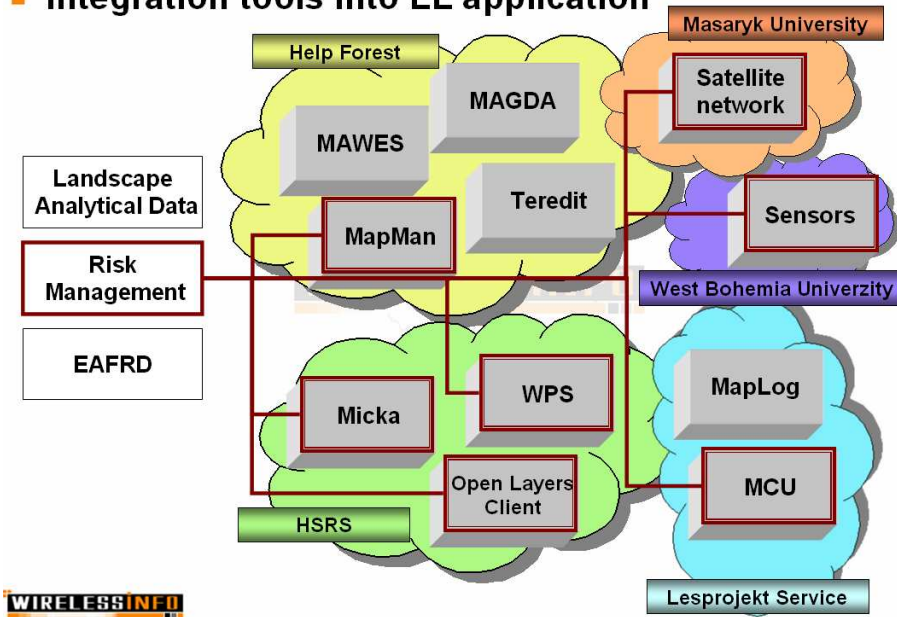 Integration tools into LL application
Masaryk University
Help Forest
Satellite
network
MAGDA
MAWES
Landscape
Analytical Data
Teredit
Sensors
MapMan
Risk
Management
West Bohemia Univerzity
EAFRD
MapLog
WPS
Micka
Open Layers
Client
MCU
HSRS
Lesprojekt Service
WIRELESSINFO